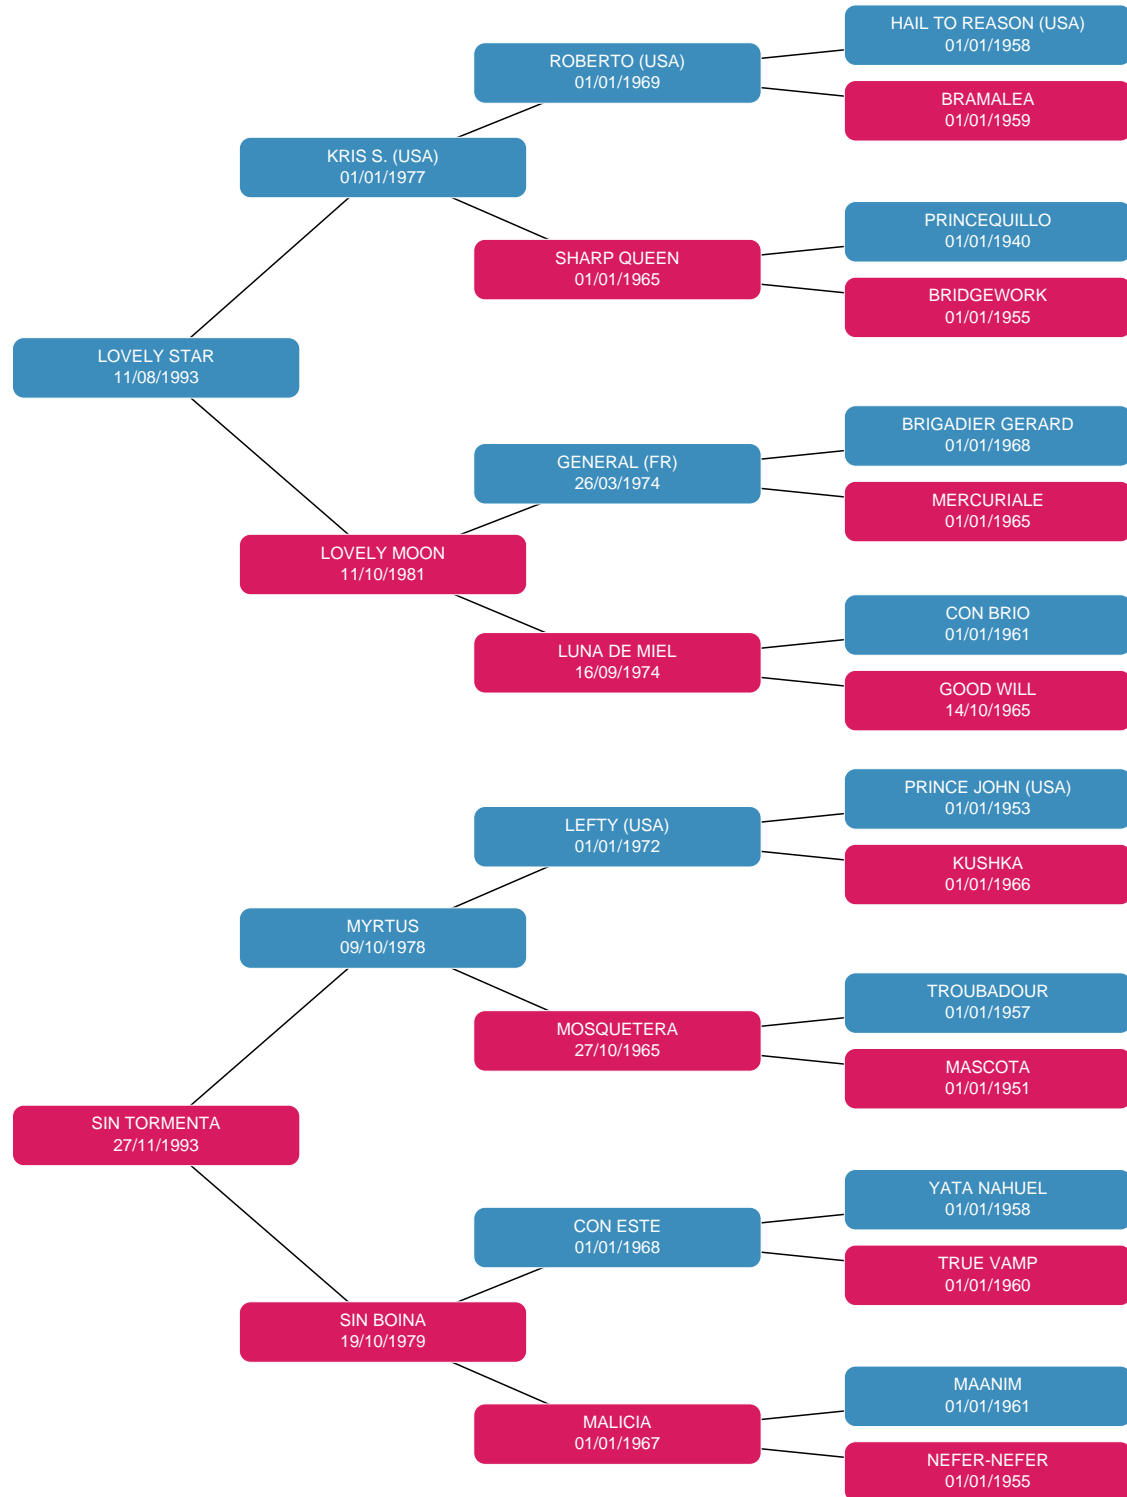 HAIL TO REASON (USA)
01/01/1958
ROBERTO (USA)
01/01/1969
BRAMALEA
01/01/1959
KRIS S. (USA)
01/01/1977
PRINCEQUILLO
01/01/1940
SHARP QUEEN
01/01/1965
BRIDGEWORK
01/01/1955
LOVELY STAR
11/08/1993
BRIGADIER GERARD
01/01/1968
GENERAL (FR)
26/03/1974
MERCURIALE
01/01/1965
LOVELY MOON
11/10/1981
CON BRIO
01/01/1961
LUNA DE MIEL
16/09/1974
GOOD WILL
14/10/1965
PRINCE JOHN (USA)
01/01/1953
LEFTY (USA)
01/01/1972
KUSHKA
01/01/1966
MYRTUS
09/10/1978
TROUBADOUR
01/01/1957
MOSQUETERA
27/10/1965
MASCOTA
01/01/1951
SIN TORMENTA
27/11/1993
YATA NAHUEL
01/01/1958
CON ESTE
01/01/1968
TRUE VAMP
01/01/1960
SIN BOINA
19/10/1979
MAANIM
01/01/1961
MALICIA
01/01/1967
NEFER-NEFER
01/01/1955